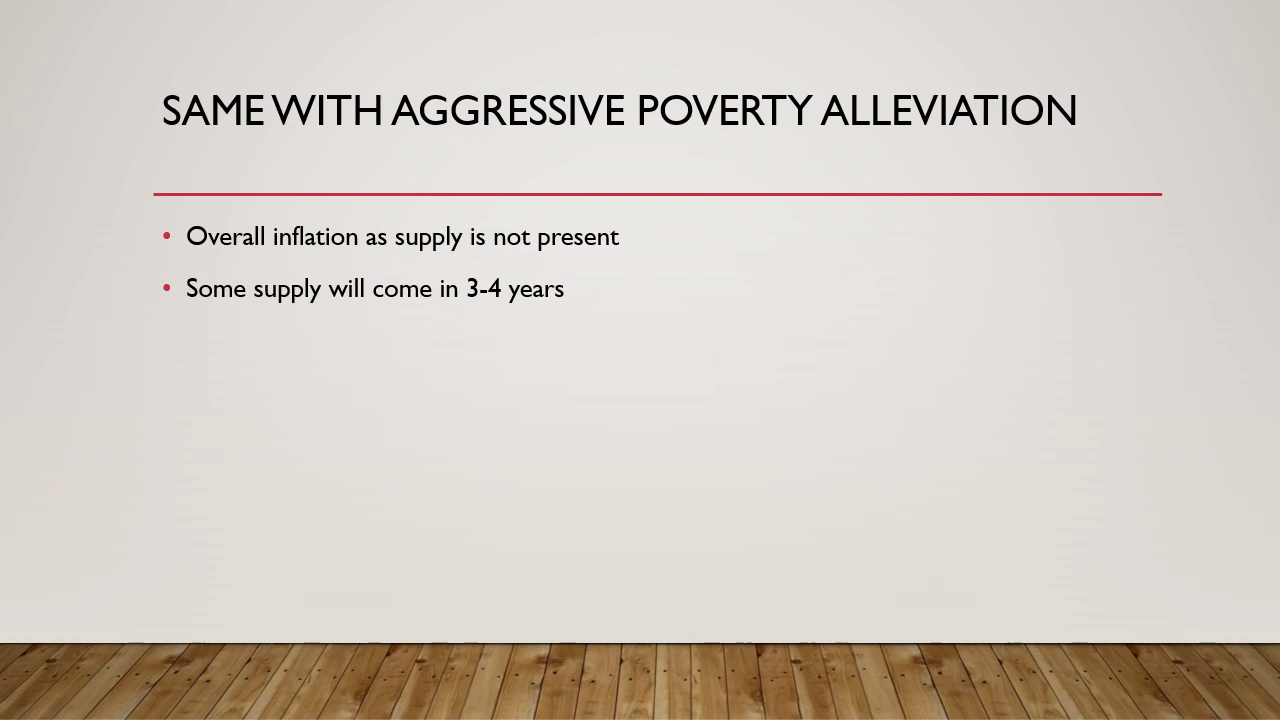 SAME WITH AGGRESSIVE POVERTY ALLEVIATION
• Overall inflation as supply is not present
• Some supply will come in 3-4 years